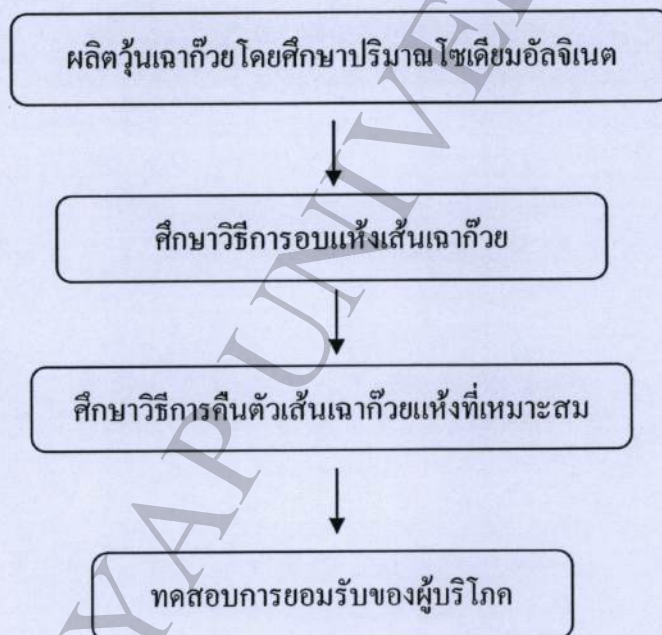 ผลิตวุ้นเฉาก๊วยโดยศึกษาปริมาณโซเดียมอัลจิเนต
ศึกษาวิธีการอบแห้งเส้นเฉาก๊วย
ศึกษาวิธีการคืนตัวเส้นเฉาก๊วยแห้งที่เหมาะสม
ทดสอบการยอมรับของผู้บริโภค